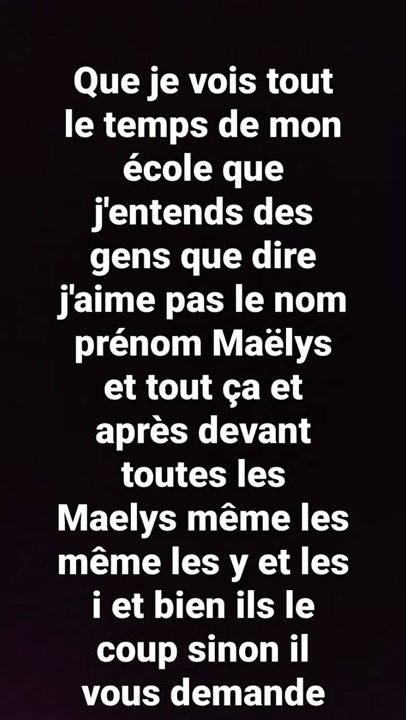 Que je vois tout
le temps de mon
école que
j'entends des
gens que dire
j'aime pas le nom
prénom Maëlys
et tout ça et
après devant
toutes les
Maelys même les
même les y et les
i et bien ils le
coup sinon il
vous demande